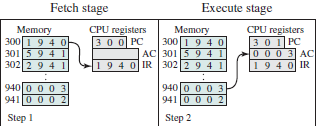 Fetch stage Execute stage
Memory CPU registers Memory CPU registers
300 1 9 4 0 3 0 0 PC 300 1 9 4 0 3 0 1 PC
301 5 9 4 1 AC 301 5 9 4 1 0 0 0 3 AC
302 2 9 4 1 1 9 4 0 IR 302 2 9 4 1 1 9 4 0 IR
940 0 0 0 3 940 0 0 0 3
941 0 0 0 2 941 0 0 0 2
Step 1 Step 2